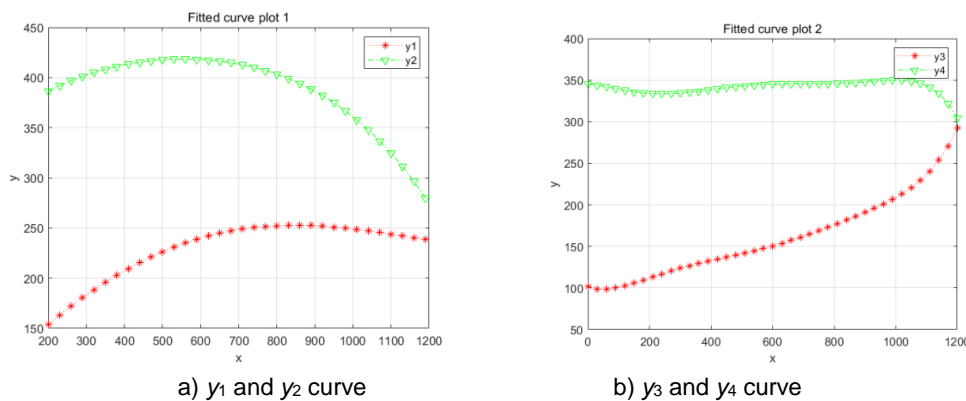 Fitted curve plot 1
450
400
350
300
250
200
150
y
200 300 400 500 600 700 800 900 1000 1100 1200
x
y1
y2
a) y1 and y2 curve
Fitted curve plot 2
400
350
300
250
200
150
100
50
y
0 200 400 600 800 1000 1200
x
y3
y4
b) y3 and y4 curve